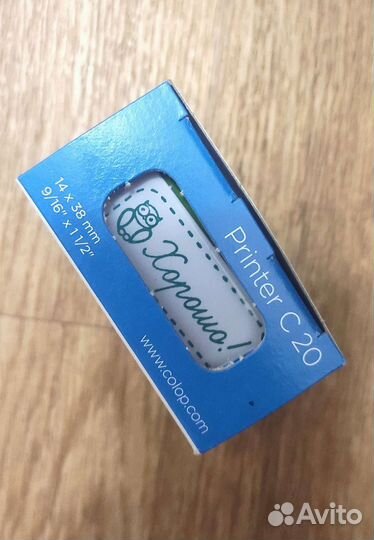 14 x 38 mm
9/16" x 1 1/2"
Printer C 20
Хорошо!
www.colop.com
Avito